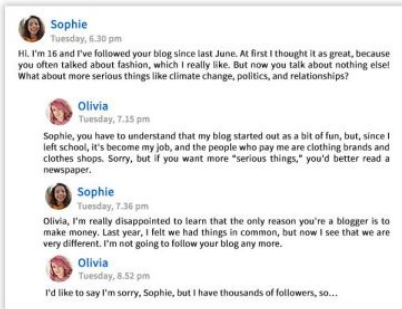 Sophie
Tuesday, 6.30 pm
Hi. I'm 16 and I've followed your blog since last June. At first I thought it as great, because
you often talked about fashion, which I really like. But now you talk about nothing else!
What about more serious things like climate change, politics, and relationships?
Olivia
Tuesday, 7.15 pm
Sophie, you have to understand that my blog started out as a bit of fun, but, since I
left school, it's become my job, and the people who pay me are clothing brands and
clothes shops. Sorry, but if you want more "serious things," you'd better read a
newspaper.
Sophie
Tuesday, 7.36 pm
Olivia, I'm really disappointed to learn that the only reason you're a blogger is to
make money. Last year, I felt we had things in common, but now I see that we are
very different. I'm not going to follow your blog any more.
Olivia
Tuesday, 8.52 pm
I'd like to say I'm sorry, Sophie, but I have thousands of followers, so...